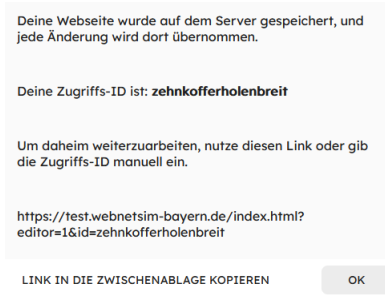 Deine Webseite wurde auf dem Server gespeichert, und
jede Änderung wird dort übernommen.
Deine Zugriffs-ID ist: zehnkofferholenbreit
Um daheim weiterzuarbeiten, nutze diesen Link oder gib
die Zugriffs-ID manuell ein.
https://test.webnetsim-bayern.de/index.html?
editor=1&id=zehnkofferholenbreit
LINK IN DIE ZWISCHENABLAGE KOPIEREN OK